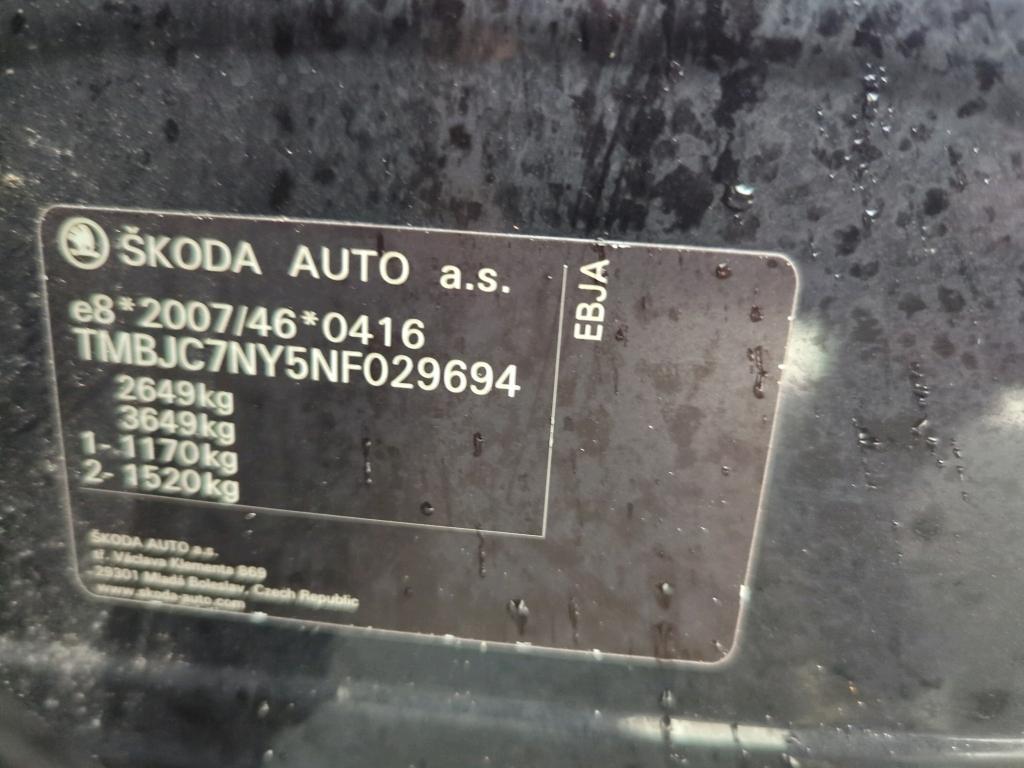 ŠKODA AUTO a.s.
e8*2007/46*0416
TMBJC7NY5NF029694
2649kg
3649kg
1- 1170kg
2- 1520kg
EBJA
ŠKODA AUTO a.s.
tř. Václava Klementa 869
29301 Mladá Boleslav, Czech Republic
www.skoda-auto.com